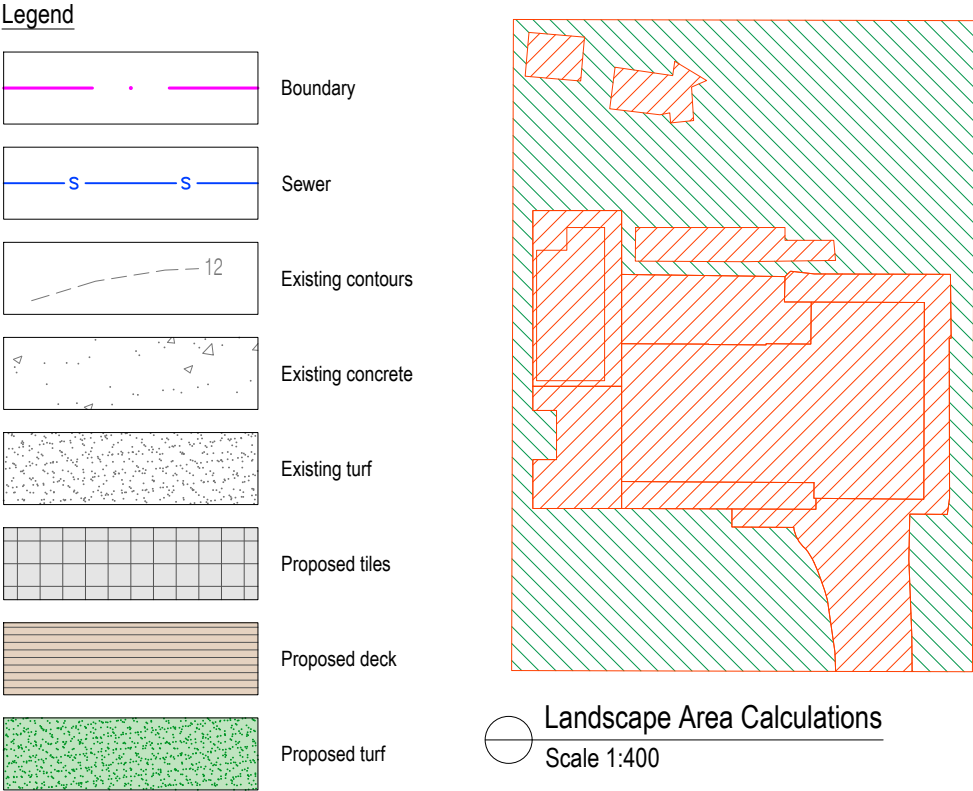 Legend
Boundary
S S
Sewer
12
Existing contours
Existing concrete
Existing turf
Proposed tiles
Proposed deck
Proposed turf
Landscape Area Calculations
Scale 1:400